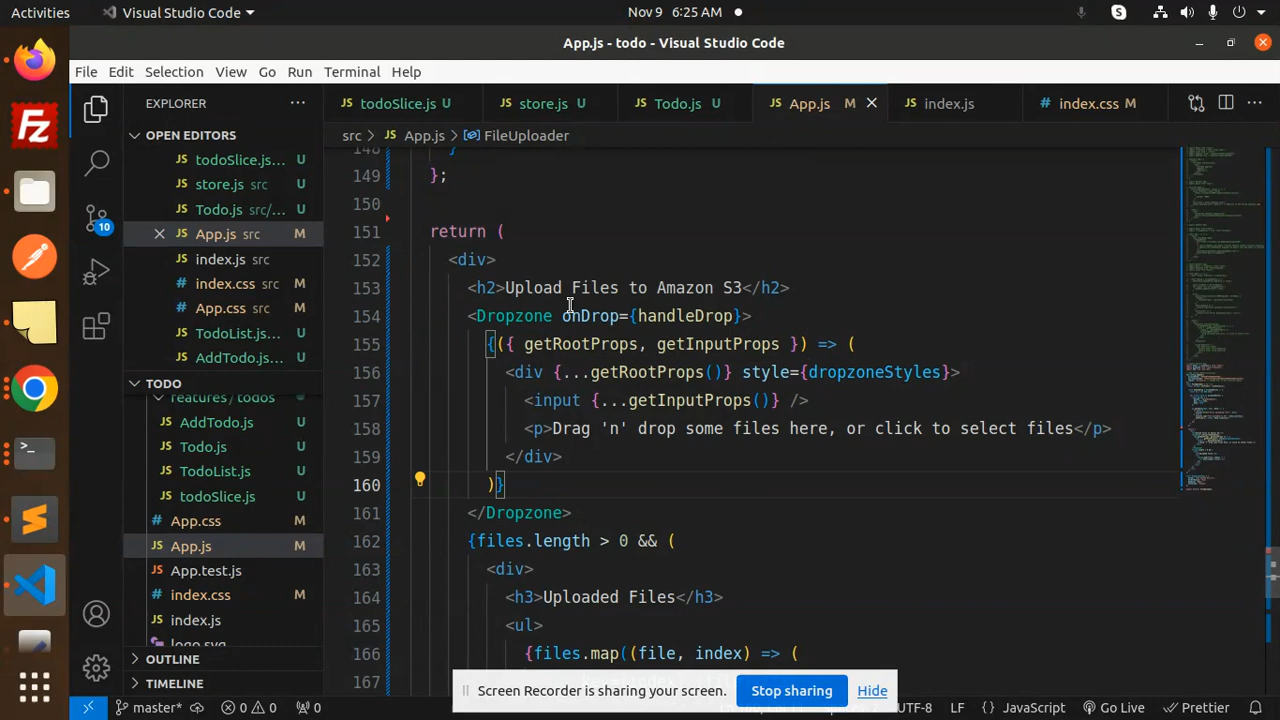 Activities
Visual Studio Code
Nov 9 6:25 AM
App.js - todo - Visual Studio Code
File Edit Selection View Go Run Terminal Help
EXPLORER
OPEN EDITORS
todoSlice.js... U
store.js src U
Todo.js src/... U
App.js src M
index.js src
index.css src M
App.css src M
TodoList.js... U
AddTodo.js... U
TODO
features / todos
AddTodo.js U
Todo.js U
TodoList.js U
todoSlice.js U
App.css M
App.js M
App.test.js
index.css M
index.js
logo.svg
OUTLINE
TIMELINE
10
todoSlice.js U
store.js U
Todo.js U
App.js M
index.js
index.css M
src > App.js > FileUploader
148 }
149 };
150
151 return (
152 <div>
153 <h2>Upload Files to Amazon S3</h2>
154 <Dropzone onDrop={handleDrop}>
155 {({ getRootProps, getInputProps }) => (
156 <div {...getRootProps()} style={dropzoneStyles}>
157 <input {...getInputProps()} />
158 <p>Drag 'n' drop some files here, or click to select files</p>
159 </div>
160 )}
161 </Dropzone>
162 {files.length > 0 && (
163 <div>
164 <h3>Uploaded Files</h3>
165 <ul>
166 {files.map((file, index) => (
167
Screen Recorder is sharing your screen.
Stop sharing
Hide
master*
0 0
0
UTF-8
LF
{} JavaScript
Go Live
Prettier